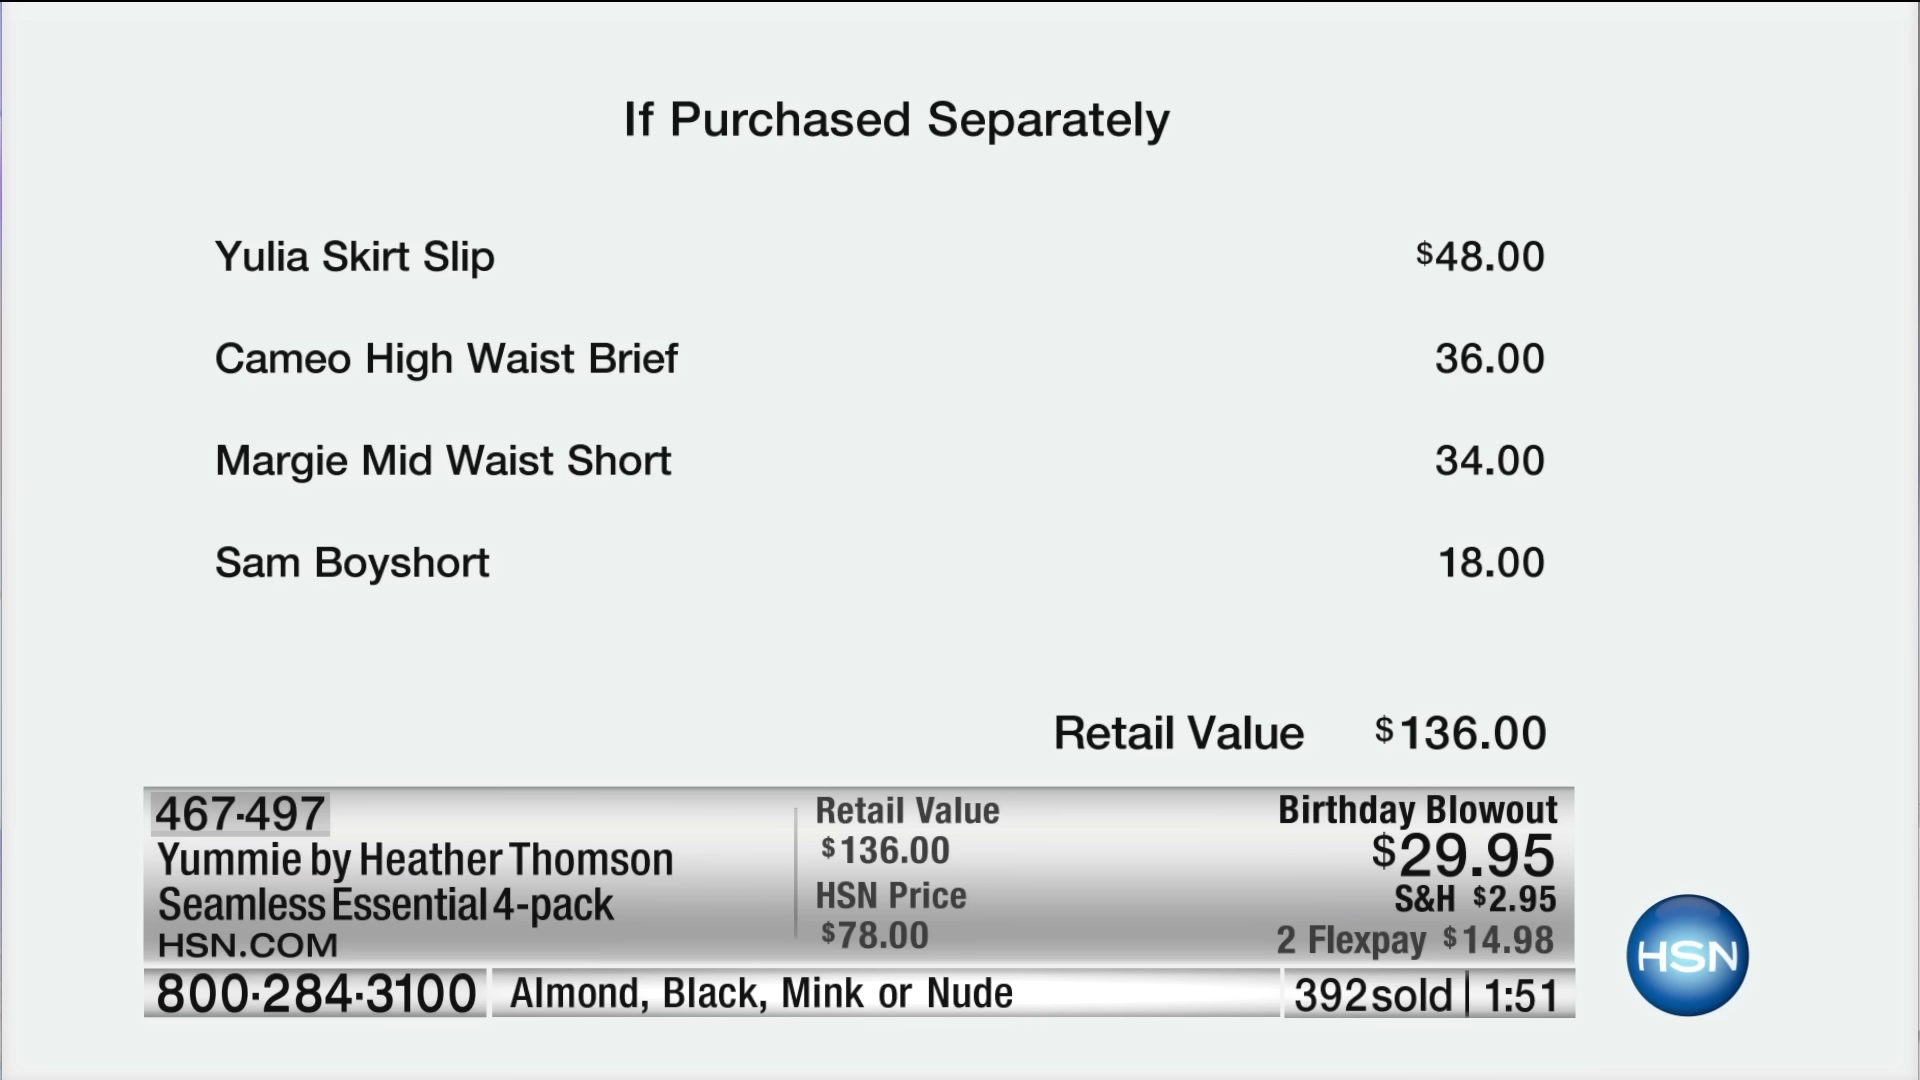 If Purchased Separately
Yulia Skirt Slip $48.00
Cameo High Waist Brief 36.00
Margie Mid Waist Short 34.00
Sam Boyshort 18.00
Retail Value $136.00
467-497
Yummie by Heather Thomson
Seamless Essential 4-pack
HSN.COM
Retail Value
$136.00
HSN Price
$78.00
Birthday Blowout
$29.95
S&H $2.95
2 Flexpay $14.98
800·284·3100
Almond, Black, Mink or Nude
392 sold | 1:51
HSN